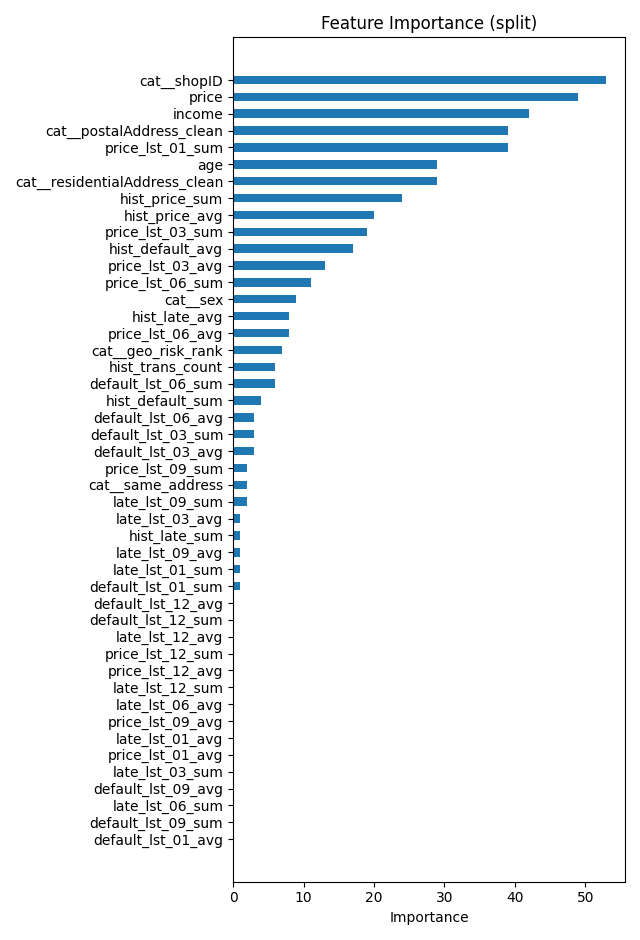 Feature Importance (split)
cat__shopID
price
income
cat__postalAddress_clean
price_lst_01_sum
age
cat__residentialAddress_clean
hist_price_sum
hist_price_avg
price_lst_03_sum
hist_default_avg
price_lst_03_avg
price_lst_06_sum
cat__sex
hist_late_avg
price_lst_06_avg
cat__geo_risk_rank
hist_trans_count
default_lst_06_sum
hist_default_sum
default_lst_06_avg
default_lst_03_sum
default_lst_03_avg
price_lst_09_sum
cat__same_address
late_lst_09_sum
late_lst_03_avg
hist_late_sum
late_lst_09_avg
late_lst_01_sum
default_lst_01_sum
default_lst_12_avg
default_lst_12_sum
late_lst_12_avg
price_lst_12_sum
price_lst_12_avg
late_lst_12_sum
late_lst_06_avg
price_lst_09_avg
late_lst_01_avg
price_lst_01_avg
late_lst_03_sum
default_lst_09_avg
late_lst_06_sum
default_lst_09_sum
default_lst_01_avg
0 10 20 30 40 50
Importance